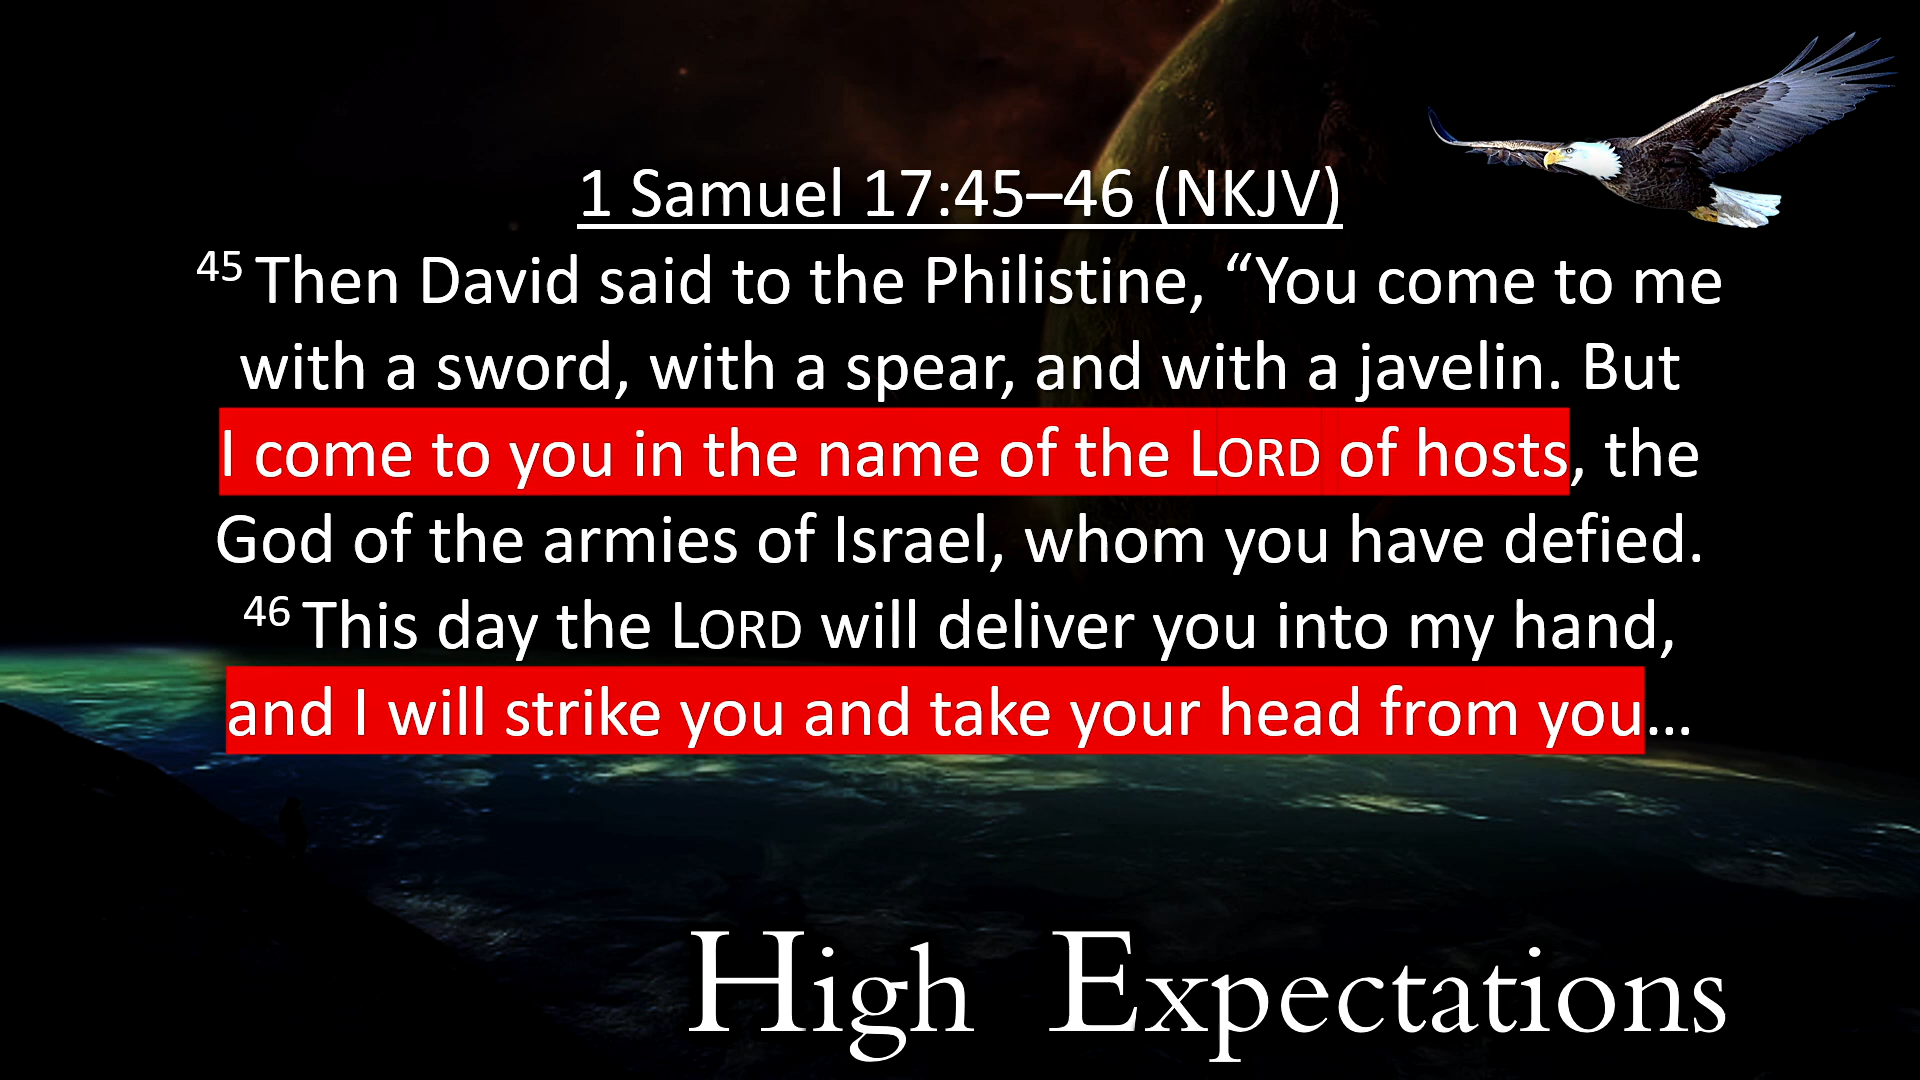 1 Samuel 17:45–46 (NKJV)
45 Then David said to the Philistine, “You come to me
with a sword, with a spear, and with a javelin. But
I come to you in the name of the LORD of hosts, the
God of the armies of Israel, whom you have defied.
46 This day the LORD will deliver you into my hand,
and I will strike you and take your head from you…
High Expectations